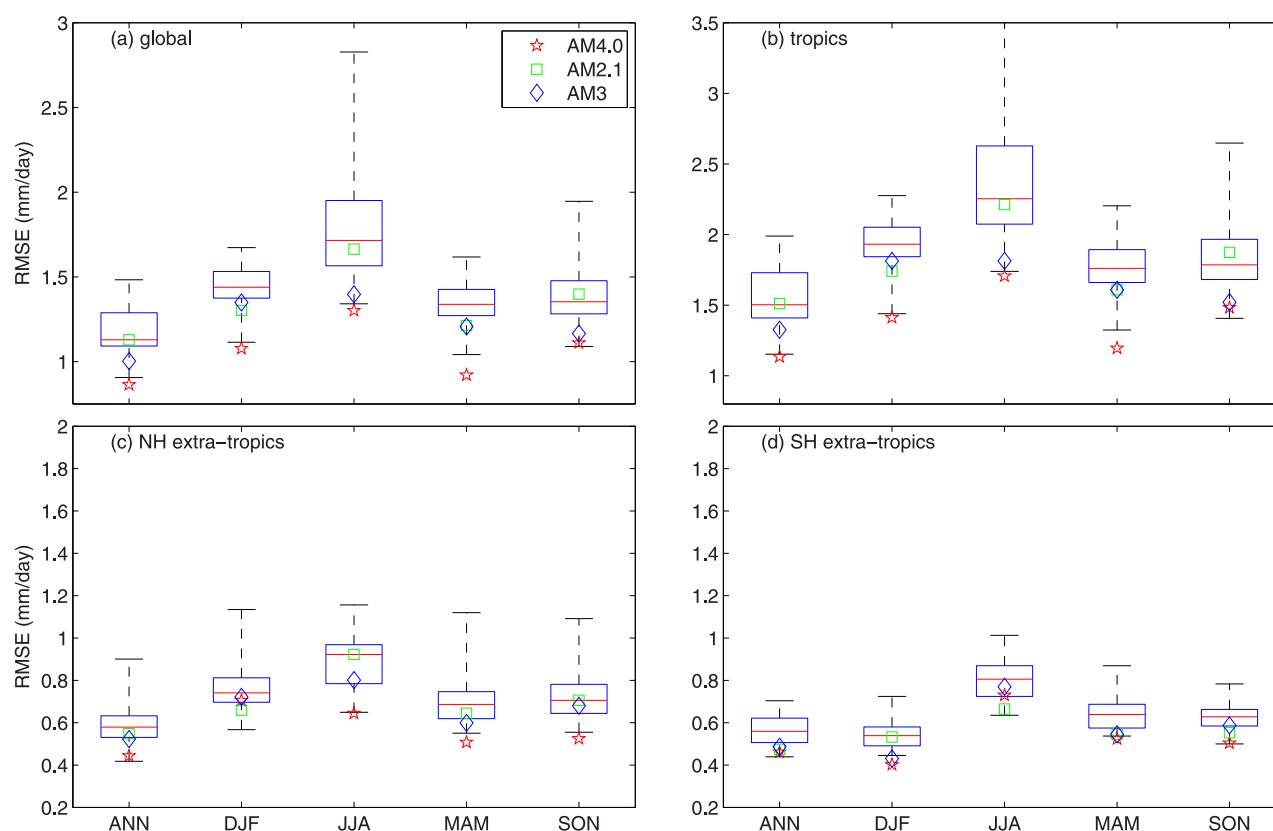 (a) global
AM4.0
AM2.1
AM3
RMSE (mm/day)
3
2.5
2
1.5
1
(b) tropics
3.5
3
2.5
2
1.5
1
(c) NH extra-tropics
RMSE (mm/day)
2
1.8
1.6
1.4
1.2
1
0.8
0.6
0.4
0.2
ANN DJF JJA MAM SON
(d) SH extra-tropics
2
1.8
1.6
1.4
1.2
1
0.8
0.6
0.4
0.2
ANN DJF JJA MAM SON